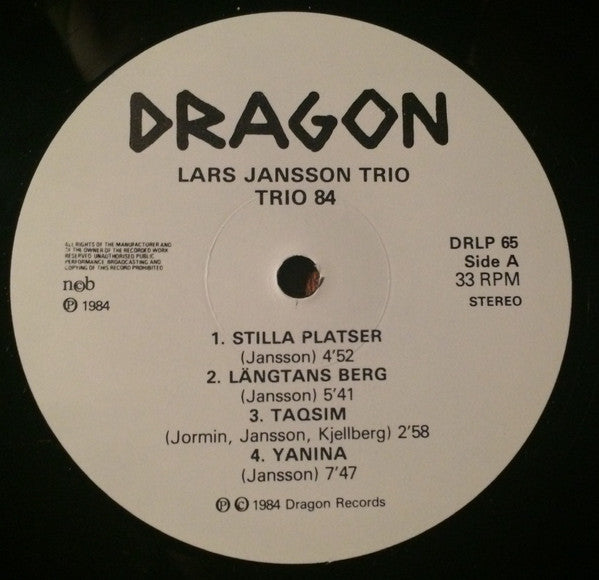 DRAGON
LARS JANSSON TRIO
TRIO 84
ALL RIGHTS OF THE MANUFACTURER AND
OF THE OWNER OF THE RECORDED WORK
RESERVED UNAUTHORISED PUBLIC
PERFORMANCE BROADCASTING AND
COPYING OF THIS RECORD PROHIBITED
n©b
℗ 1984
DRLP 65
Side A
33 RPM
STEREO
1. STILLA PLATSER
(Jansson) 4'52
2. LÄNGTANS BERG
(Jansson) 5'41
3. TAQSIM
(Jormin, Jansson, Kjellberg) 2'58
4. YANINA
(Jansson) 7'47
℗ © 1984 Dragon Records